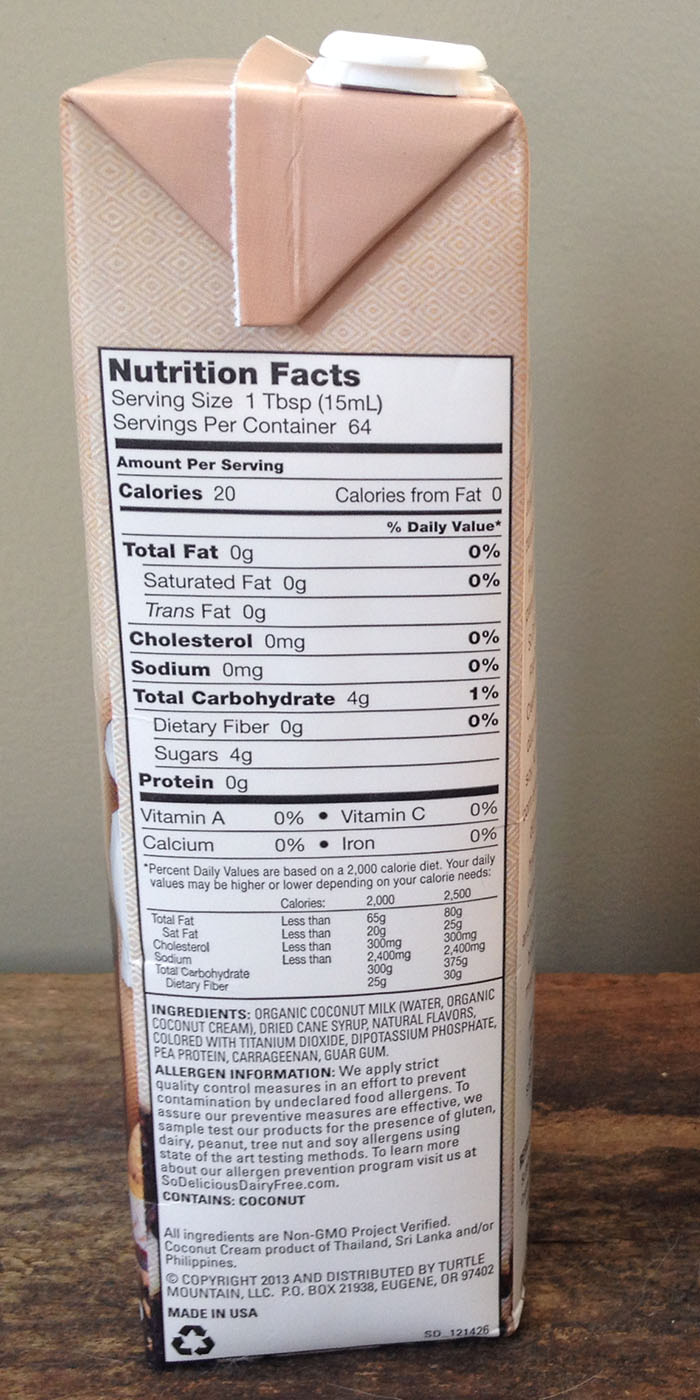 Nutrition Facts
Serving Size 1 Tbsp (15mL)
Servings Per Container 64
Amount Per Serving
Calories 20 Calories from Fat 0
% Daily Value*
Total Fat 0g 0%
Saturated Fat 0g 0%
Trans Fat 0g
Cholesterol 0mg 0%
Sodium 0mg 0%
Total Carbohydrate 4g 1%
Dietary Fiber 0g 0%
Sugars 4g
Protein 0g
Vitamin A 0% • Vitamin C 0%
Calcium 0% • Iron 0%
*Percent Daily Values are based on a 2,000 calorie diet. Your daily
values may be higher or lower depending on your calorie needs:
Calories: 2,000 2,500
Total Fat Less than 65g 80g
Sat Fat Less than 20g 25g
Cholesterol Less than 300mg 300mg
Sodium Less than 2,400mg 2,400mg
Total Carbohydrate 300g 375g
Dietary Fiber 25g 30g
INGREDIENTS: ORGANIC COCONUT MILK (WATER, ORGANIC
COCONUT CREAM), DRIED CANE SYRUP, NATURAL FLAVORS,
COLORED WITH TITANIUM DIOXIDE, DIPOTASSIUM PHOSPHATE,
PEA PROTEIN, CARRAGEENAN, GUAR GUM.
ALLERGEN INFORMATION: We apply strict
quality control measures in an effort to prevent
contamination by undeclared food allergens. To
assure our preventive measures are effective, we
sample test our products for the presence of gluten,
dairy, peanut, tree nut and soy allergens using
state of the art testing methods. To learn more
about our allergen prevention program visit us at
SoDeliciousDairyFree.com.
CONTAINS: COCONUT
All ingredients are Non-GMO Project Verified.
Coconut Cream product of Thailand, Sri Lanka and/or
Philippines.
© COPYRIGHT 2013 AND DISTRIBUTED BY TURTLE
MOUNTAIN, LLC. P.O. BOX 21938, EUGENE, OR 97402
MADE IN USA
SD_121426